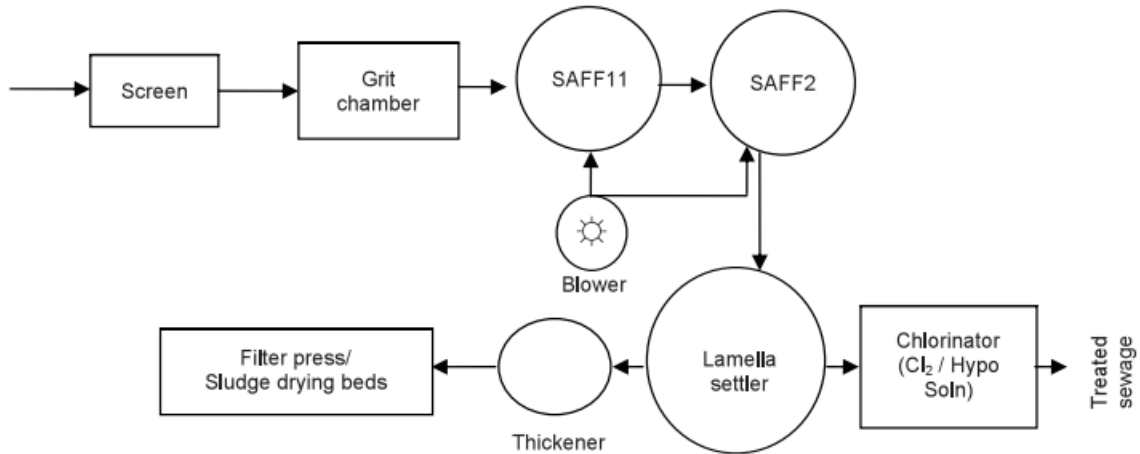 Screen
Grit
chamber
SAFF11
SAFF2
Blower
Filter press/
Sludge drying beds
Thickener
Lamella
settler
Chlorinator
(Cl₂ / Hypo
Soln)
Treated
sewage